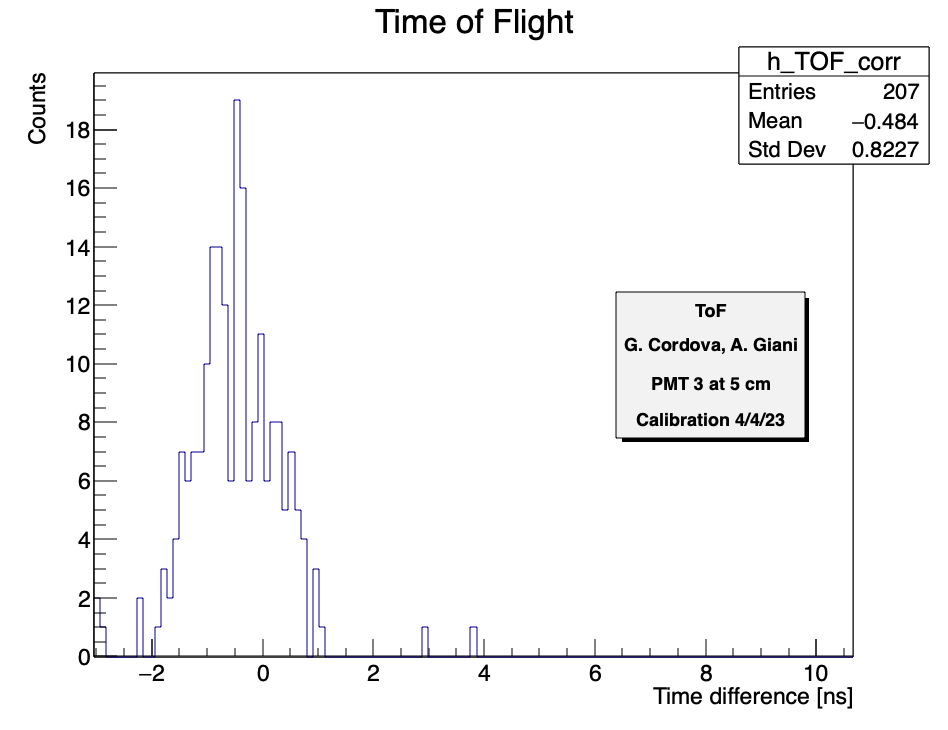 Time of Flight
h_TOF_corr
Entries 207
Mean −0.484
Std Dev 0.8227
Counts
18
16
14
12
10
8
6
4
2
0
ToF
G. Cordova, A. Giani
PMT 3 at 5 cm
Calibration 4/4/23
−2 0 2 4 6 8 10
Time difference [ns]